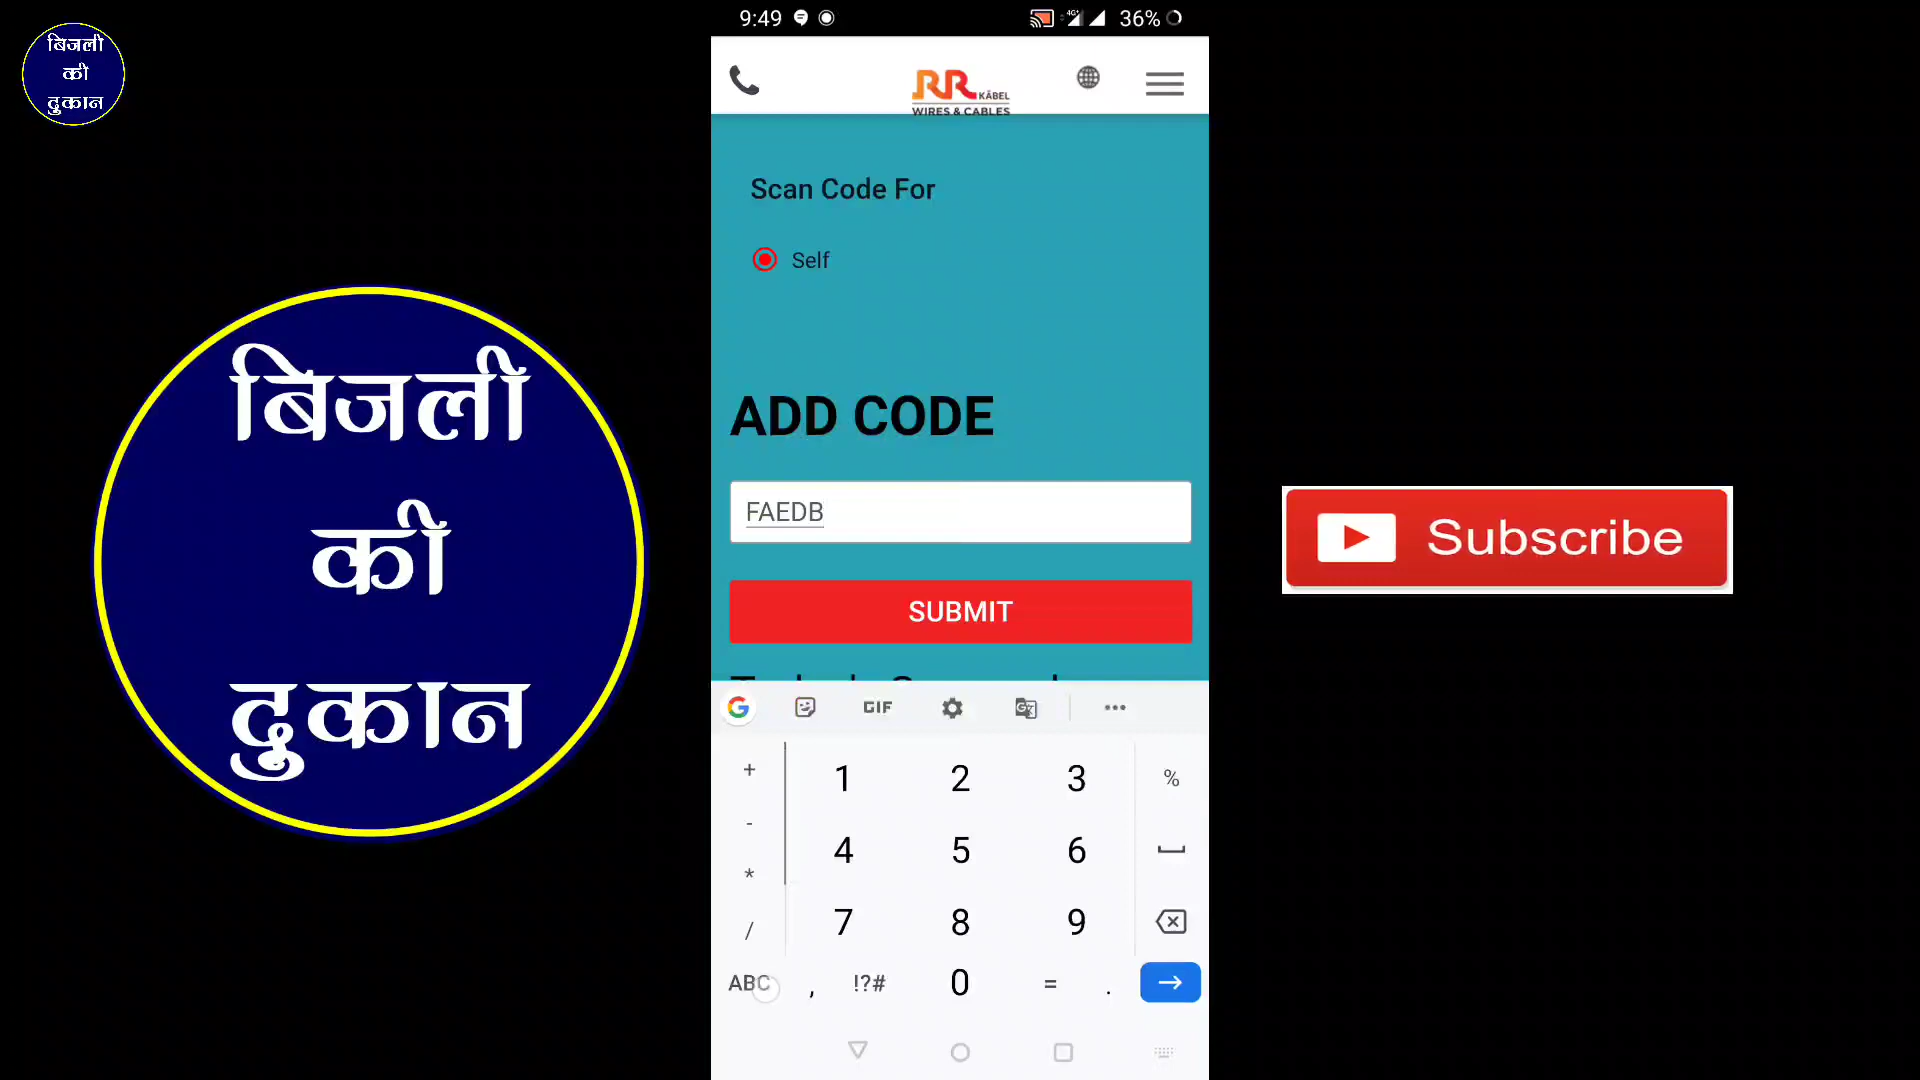 बिजली
की
दुकान
9:49
4G+
36%
RR KABEL
WIRES & CABLES
Scan Code For
Self
ADD CODE
FAEDB
SUBMIT
GIF
+ 1 2 3 %
-
4 5 6
*
7 8 9
/
ABC , !?# 0 = .
बिजली
की
दुकान
Subscribe